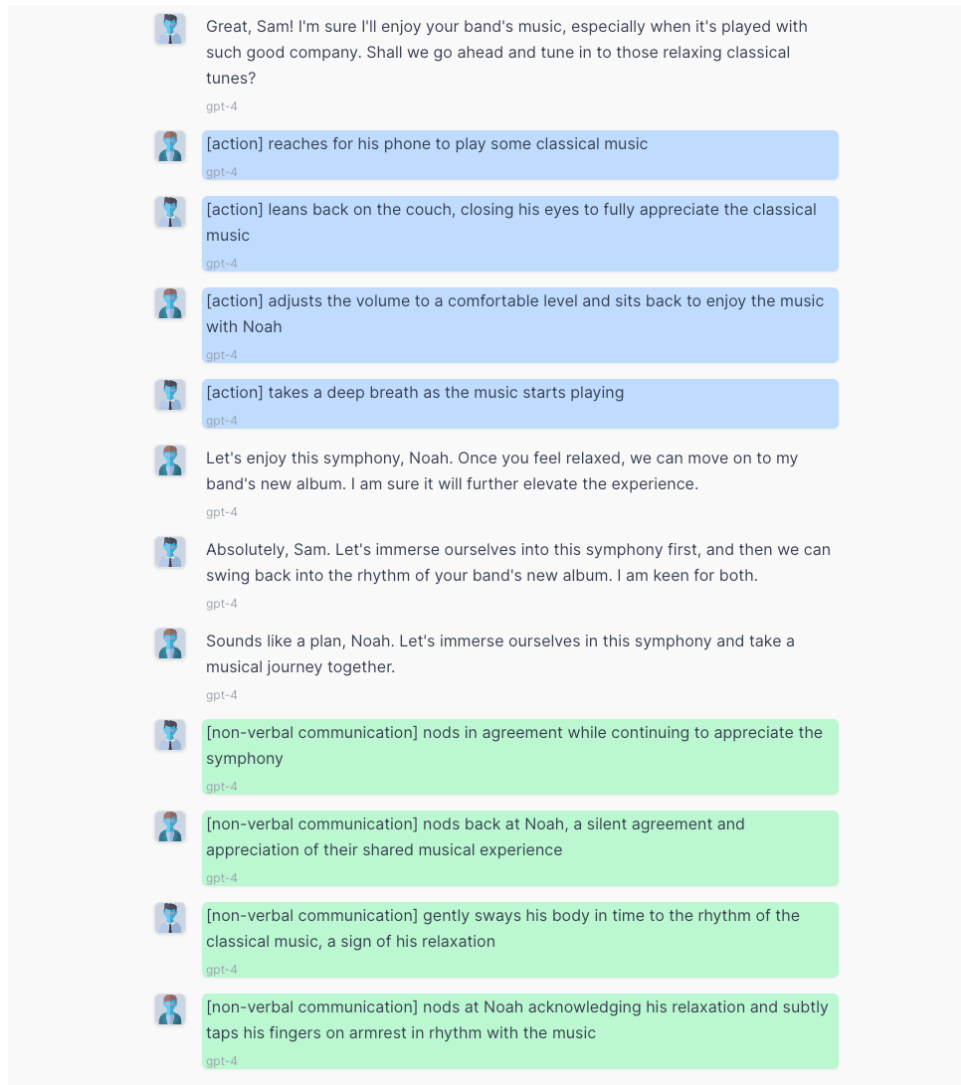 Great, Sam! I'm sure I'll enjoy your band's music, especially when it's played with
such good company. Shall we go ahead and tune in to those relaxing classical
tunes?
gpt-4
[action] reaches for his phone to play some classical music
gpt-4
[action] leans back on the couch, closing his eyes to fully appreciate the classical
music
gpt-4
[action] adjusts the volume to a comfortable level and sits back to enjoy the music
with Noah
gpt-4
[action] takes a deep breath as the music starts playing
gpt-4
Let's enjoy this symphony, Noah. Once you feel relaxed, we can move on to my
band's new album. I am sure it will further elevate the experience.
gpt-4
Absolutely, Sam. Let's immerse ourselves into this symphony first, and then we can
swing back into the rhythm of your band's new album. I am keen for both.
gpt-4
Sounds like a plan, Noah. Let's immerse ourselves in this symphony and take a
musical journey together.
gpt-4
[non-verbal communication] nods in agreement while continuing to appreciate the
symphony
gpt-4
[non-verbal communication] nods back at Noah, a silent agreement and
appreciation of their shared musical experience
gpt-4
[non-verbal communication] gently sways his body in time to the rhythm of the
classical music, a sign of his relaxation
gpt-4
[non-verbal communication] nods at Noah acknowledging his relaxation and subtly
taps his fingers on armrest in rhythm with the music
gpt-4